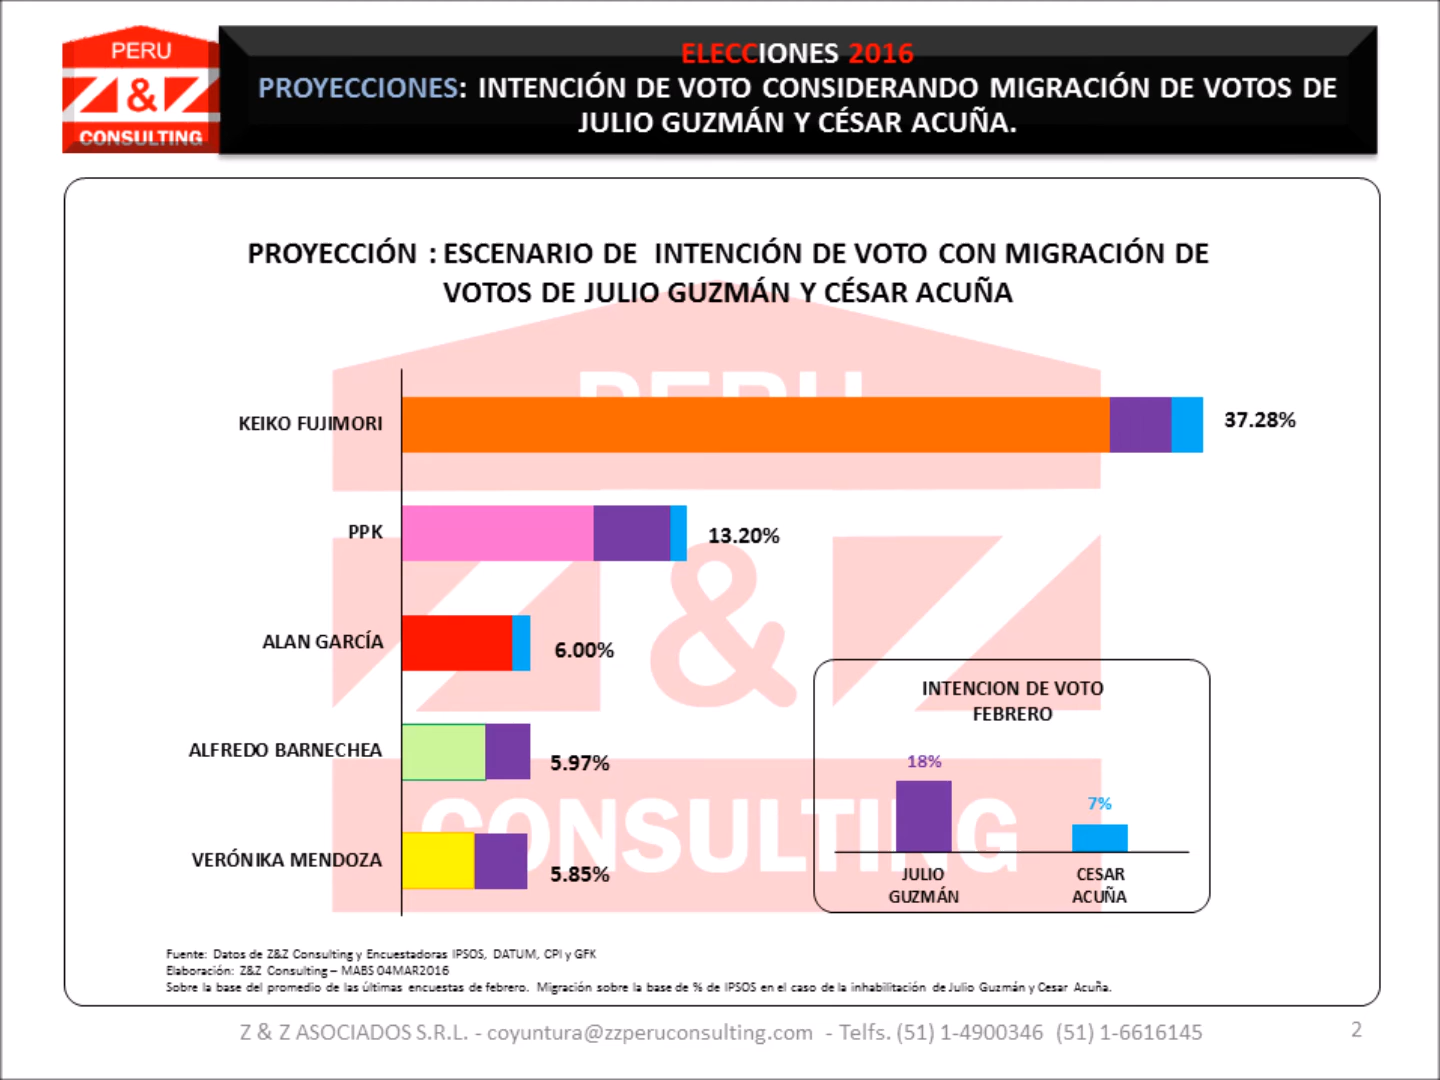 PERU
Z&Z
CONSULTING
ELECCIONES 2016
PROYECCIONES: INTENCIÓN DE VOTO CONSIDERANDO MIGRACIÓN DE VOTOS DE
JULIO GUZMÁN Y CÉSAR ACUÑA.
PROYECCIÓN : ESCENARIO DE INTENCIÓN DE VOTO CON MIGRACIÓN DE
VOTOS DE JULIO GUZMÁN Y CÉSAR ACUÑA
PERU
KEIKO FUJIMORI
37.28%
PPK
13.20%
Z&Z
ALAN GARCÍA
6.00%
ALFREDO BARNECHEA
5.97%
CONSULTING
VERÓNIKA MENDOZA
5.85%
INTENCION DE VOTO
FEBRERO
18%
7%
JULIO
GUZMÁN
CESAR
ACUÑA
Fuente: Datos de Z&Z Consulting y Encuestadoras IPSOS, DATUM, CPI y GFK
Elaboración: Z&Z Consulting – MABS 04MAR2016
Sobre la base del promedio de las últimas encuestas de febrero. Migración sobre la base de % de IPSOS en el caso de la inhabilitación de Julio Guzmán y Cesar Acuña.
Z & Z ASOCIADOS S.R.L. - coyuntura@zzperuconsulting.com - Telfs. (51) 1-4900346 (51) 1-6616145
2